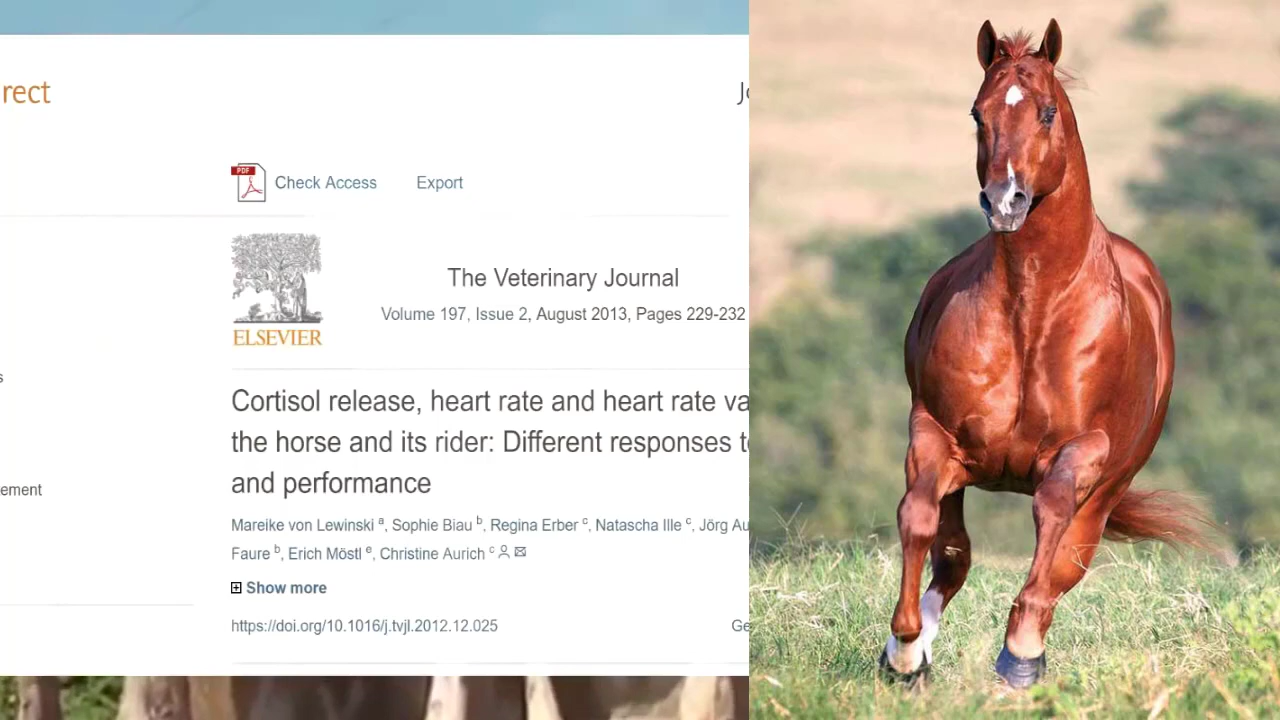 rect
PDF
Check Access
Export
The Veterinary Journal
Volume 197, Issue 2, August 2013, Pages 229-232
ELSEVIER
Cortisol release, heart rate and heart rate va
the horse and its rider: Different responses t
and performance
Mareike von Lewinski a, Sophie Biau b, Regina Erber c, Natascha Ille c, Jörg Au
Faure b, Erich Möstl e, Christine Aurich c
Show more
https://doi.org/10.1016/j.tvjl.2012.12.025
Ge
s
ement